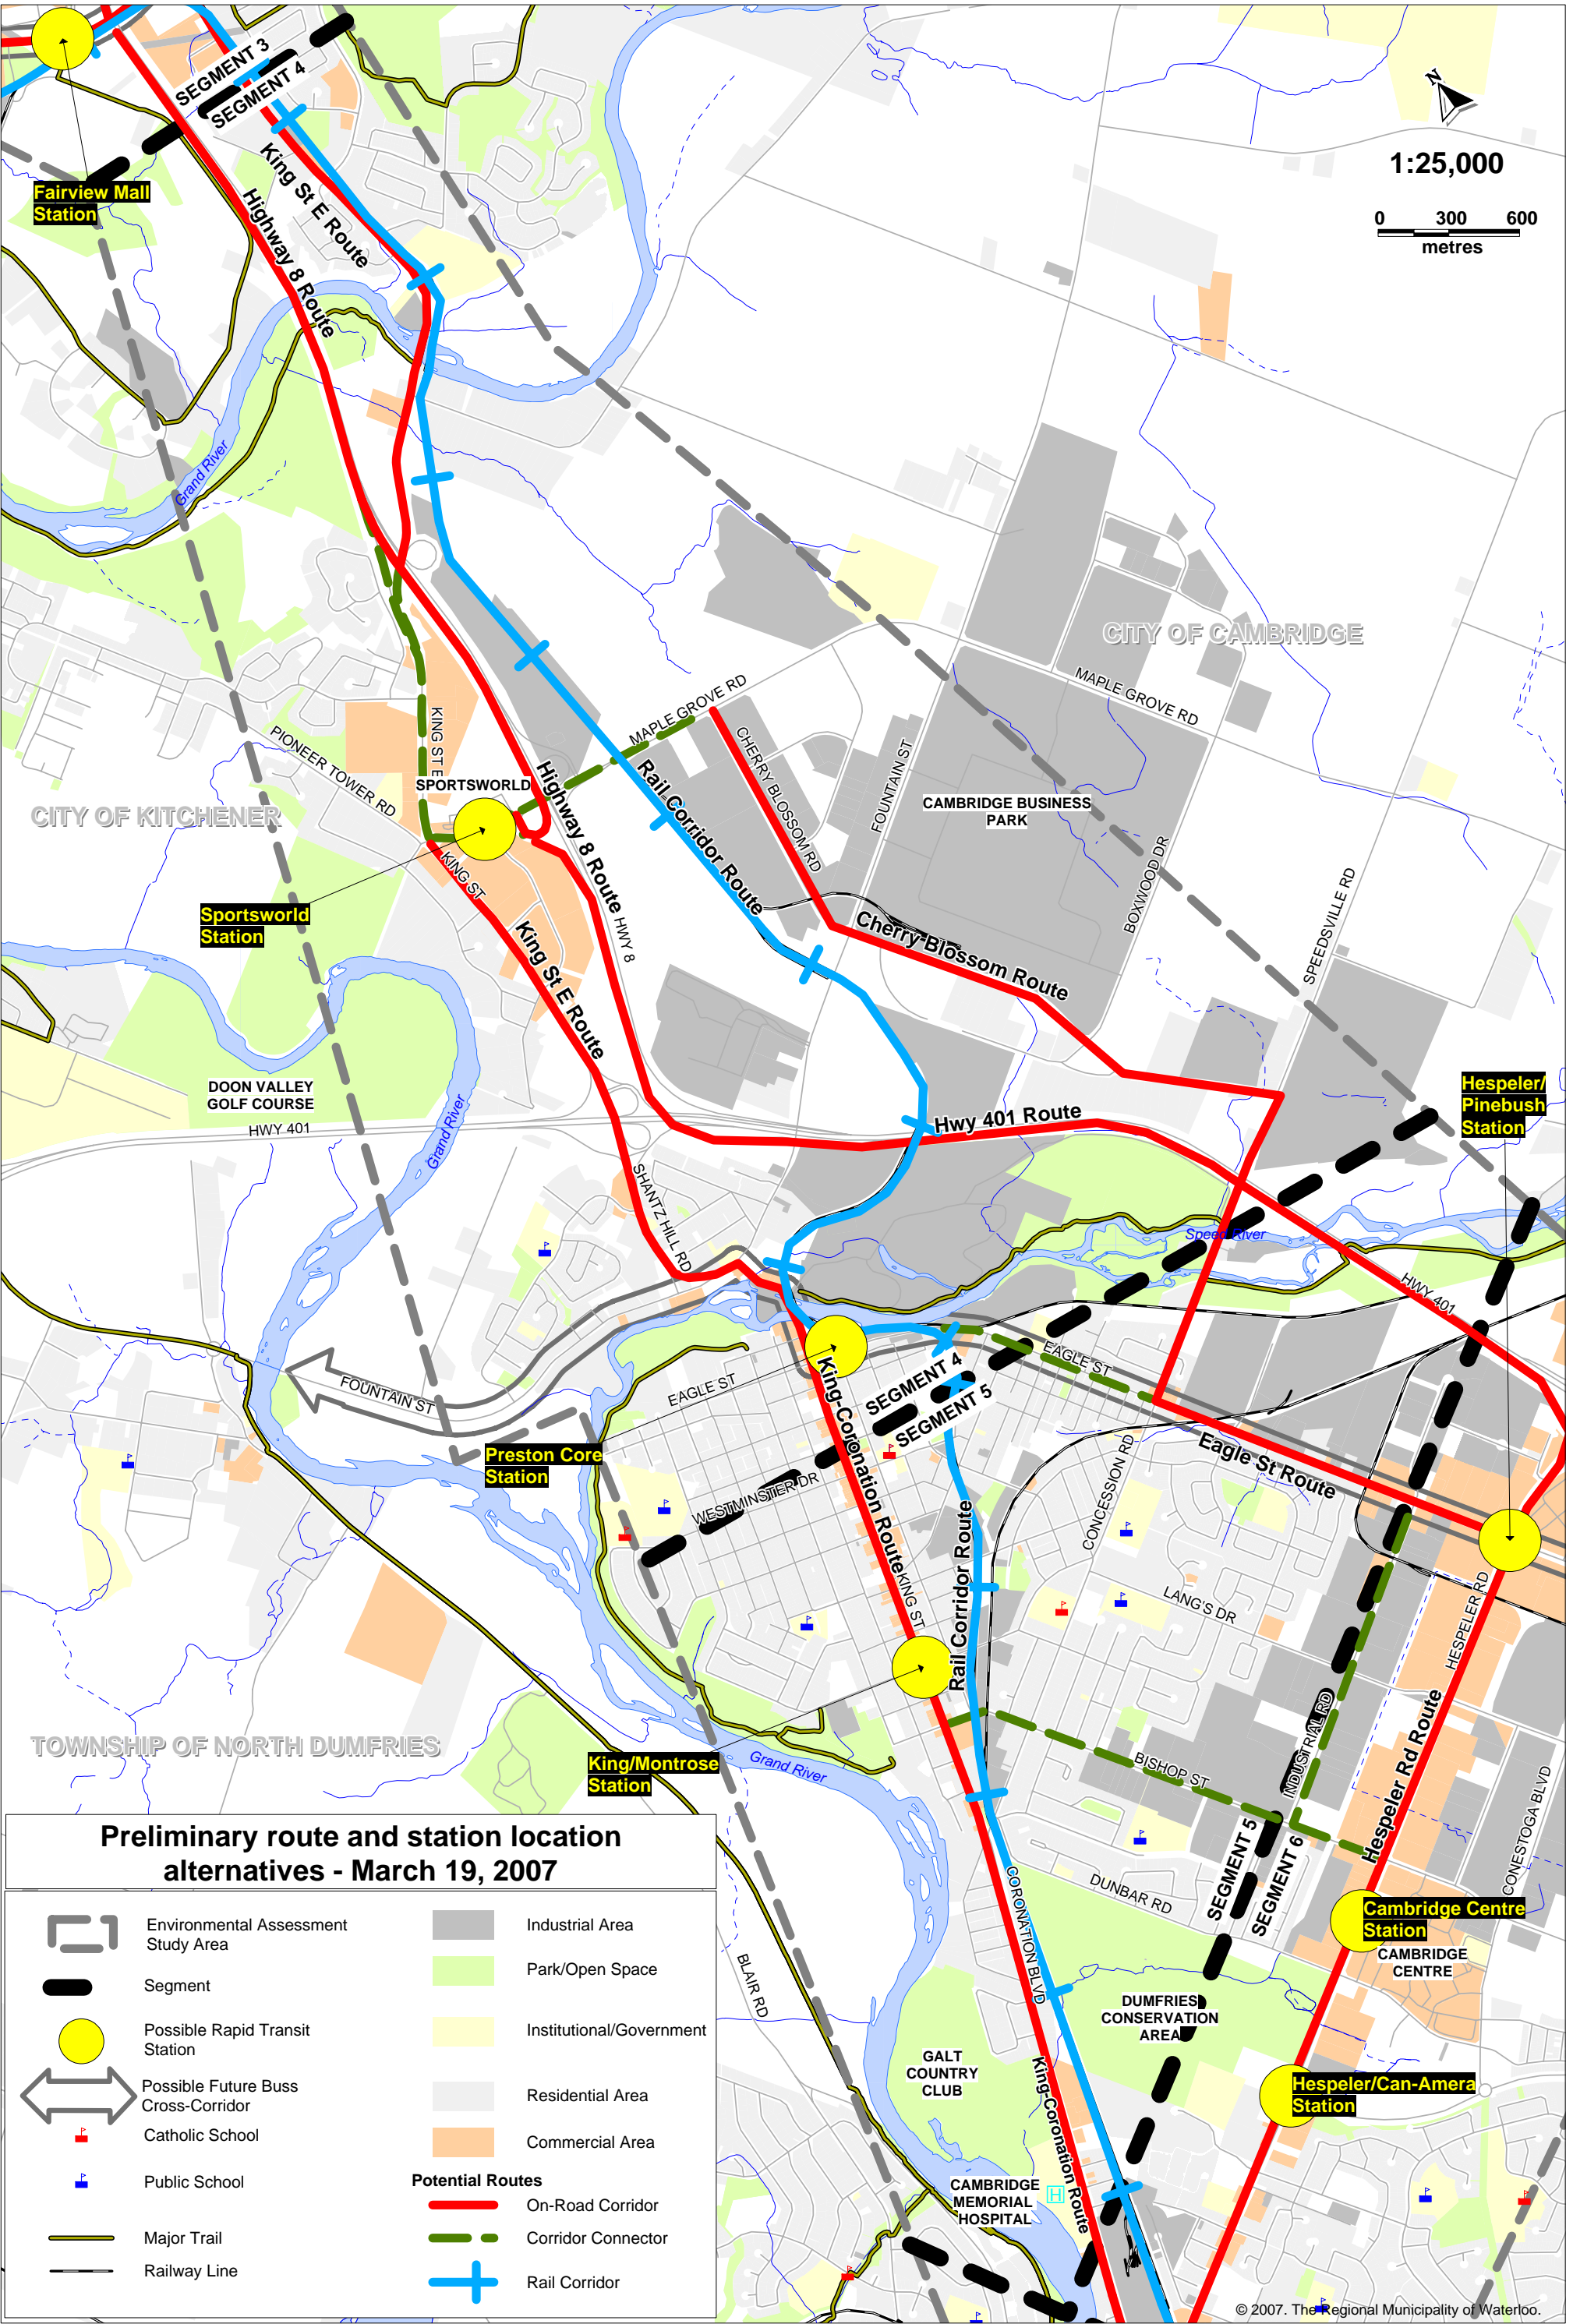 SEGMENT 3
SEGMENT 4
N
1:25,000
0 300 600
metres
Fairview Mall
Station
King St E Route
Highway 8 Route
Grand River
CITY OF CAMBRIDGE
MAPLE GROVE RD
MAPLE GROVE RD
KING ST E
PIONEER TOWER RD
CHERRY BLOSSOM RD
FOUNTAIN ST
SPORTSWORLD
CITY OF KITCHENER
Highway 8 Route
Rail Corridor Route
CAMBRIDGE BUSINESS
PARK
BOXWOOD DR
SPEEDSVILLE RD
KING ST
Sportsworld
Station
HWY 8
King St E Route
Cherry Blossom Route
DOON VALLEY
GOLF COURSE
HWY 401
Grand River
Hwy 401 Route
Hespeler/
Pinebush
Station
SHANTZ HILL RD
Speed River
HWY 401
FOUNTAIN ST
EAGLE ST
EAGLE ST
SEGMENT 4
SEGMENT 5
King-Coronation Route
Preston Core
Station
WESTMINSTER DR
CONCESSION RD
Eagle St Route
KING ST
Rail Corridor Route
LANG'S DR
HESPELER RD
TOWNSHIP OF NORTH DUMFRIES
King/Montrose
Station
Grand River
BISHOP ST
INDUSTRIAL RD
Hespeler Rd Route
CONESTOGA BLVD
SEGMENT 5
SEGMENT 6
CORONATION BLVD
DUNBAR RD
Cambridge Centre
Station
CAMBRIDGE
CENTRE
BLAIR RD
DUMFRIES
CONSERVATION
AREA
GALT
COUNTRY
CLUB
King-Coronation Route
Hespeler/Can-Amera
Station
CAMBRIDGE
MEMORIAL
HOSPITAL
H
Preliminary route and station location
alternatives - March 19, 2007
Environmental Assessment
Study Area
Segment
Possible Rapid Transit
Station
Possible Future Buss
Cross-Corridor
Catholic School
Public School
Major Trail
Railway Line
Industrial Area
Park/Open Space
Institutional/Government
Residential Area
Commercial Area
Potential Routes
On-Road Corridor
Corridor Connector
Rail Corridor
© 2007. The Regional Municipality of Waterloo.